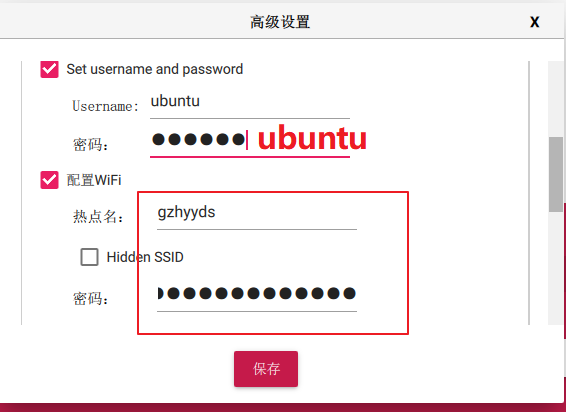 高级设置 X
Set username and password
Username: ubuntu
密码： ●●●●●● ubuntu
配置WiFi
热点名： gzhyyds
Hidden SSID
密码： ●●●●●●●●●●●●●
保存